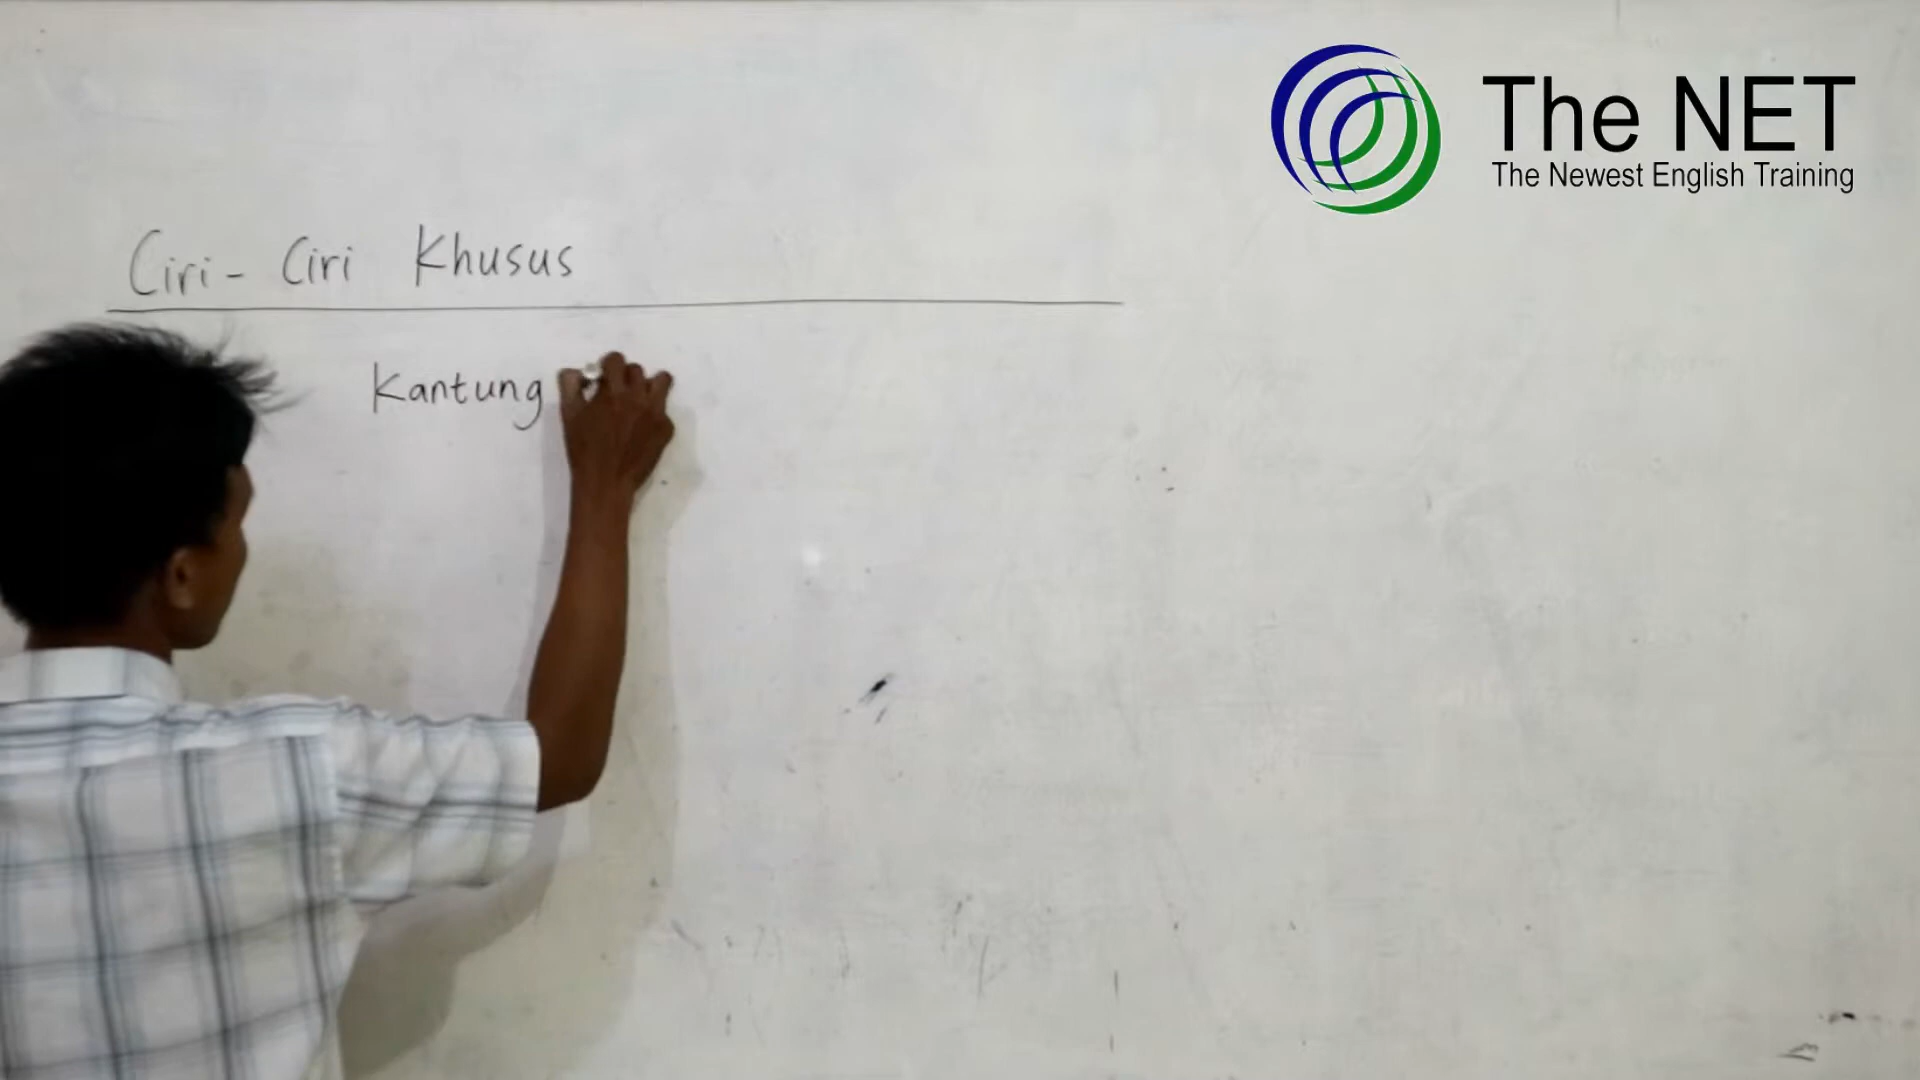 The NET
The Newest English Training
Ciri - Ciri Khusus
Kantung